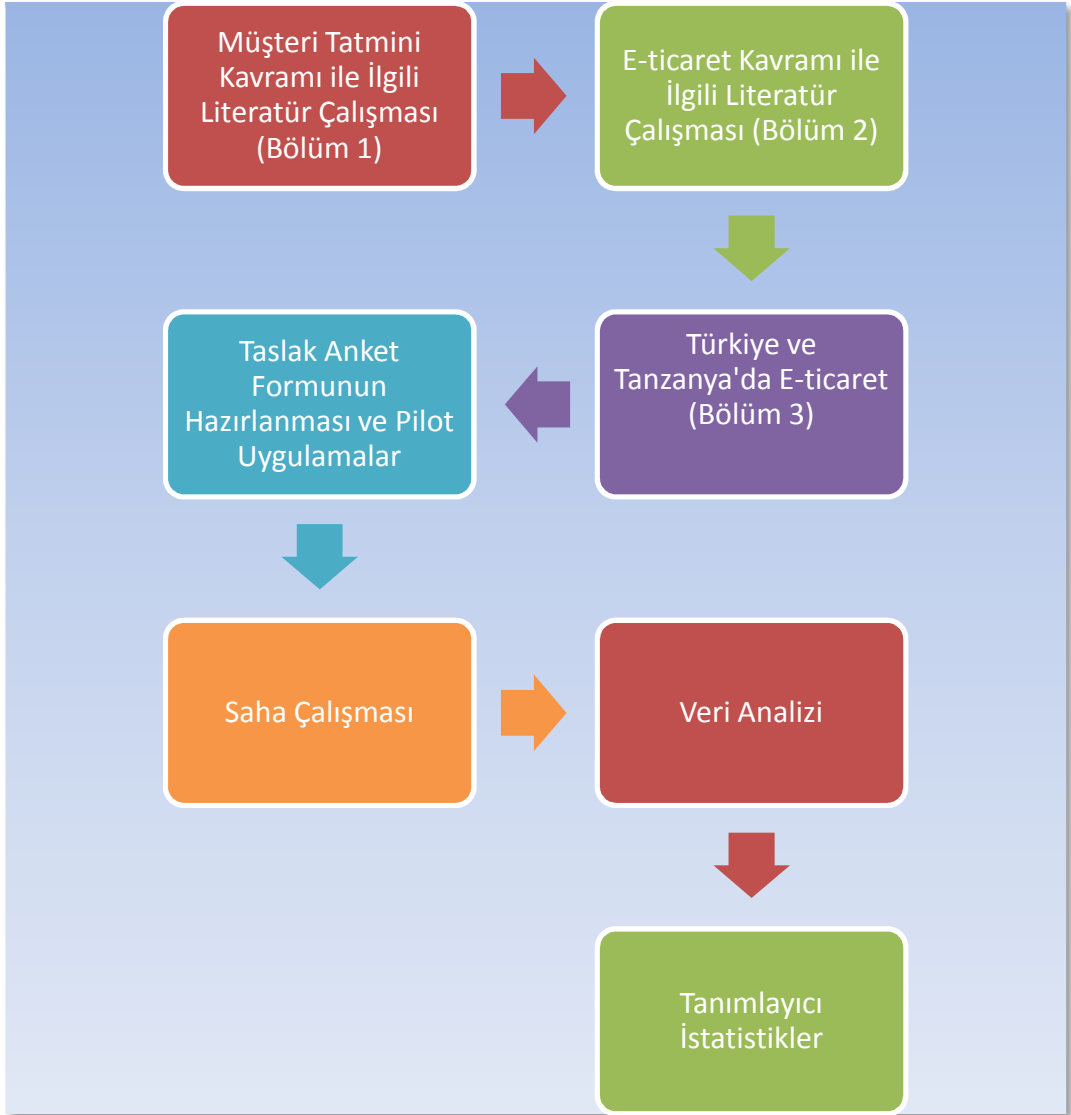 Müşteri Tatmini
Kavramı ile İlgili
Literatür Çalışması
(Bölüm 1)
E-ticaret Kavramı ile
İlgili Literatür
Çalışması (Bölüm 2)
Türkiye ve
Tanzanya'da E-ticaret
(Bölüm 3)
Taslak Anket
Formunun
Hazırlanması ve Pilot
Uygulamalar
Saha Çalışması
Veri Analizi
Tanımlayıcı
İstatistikler